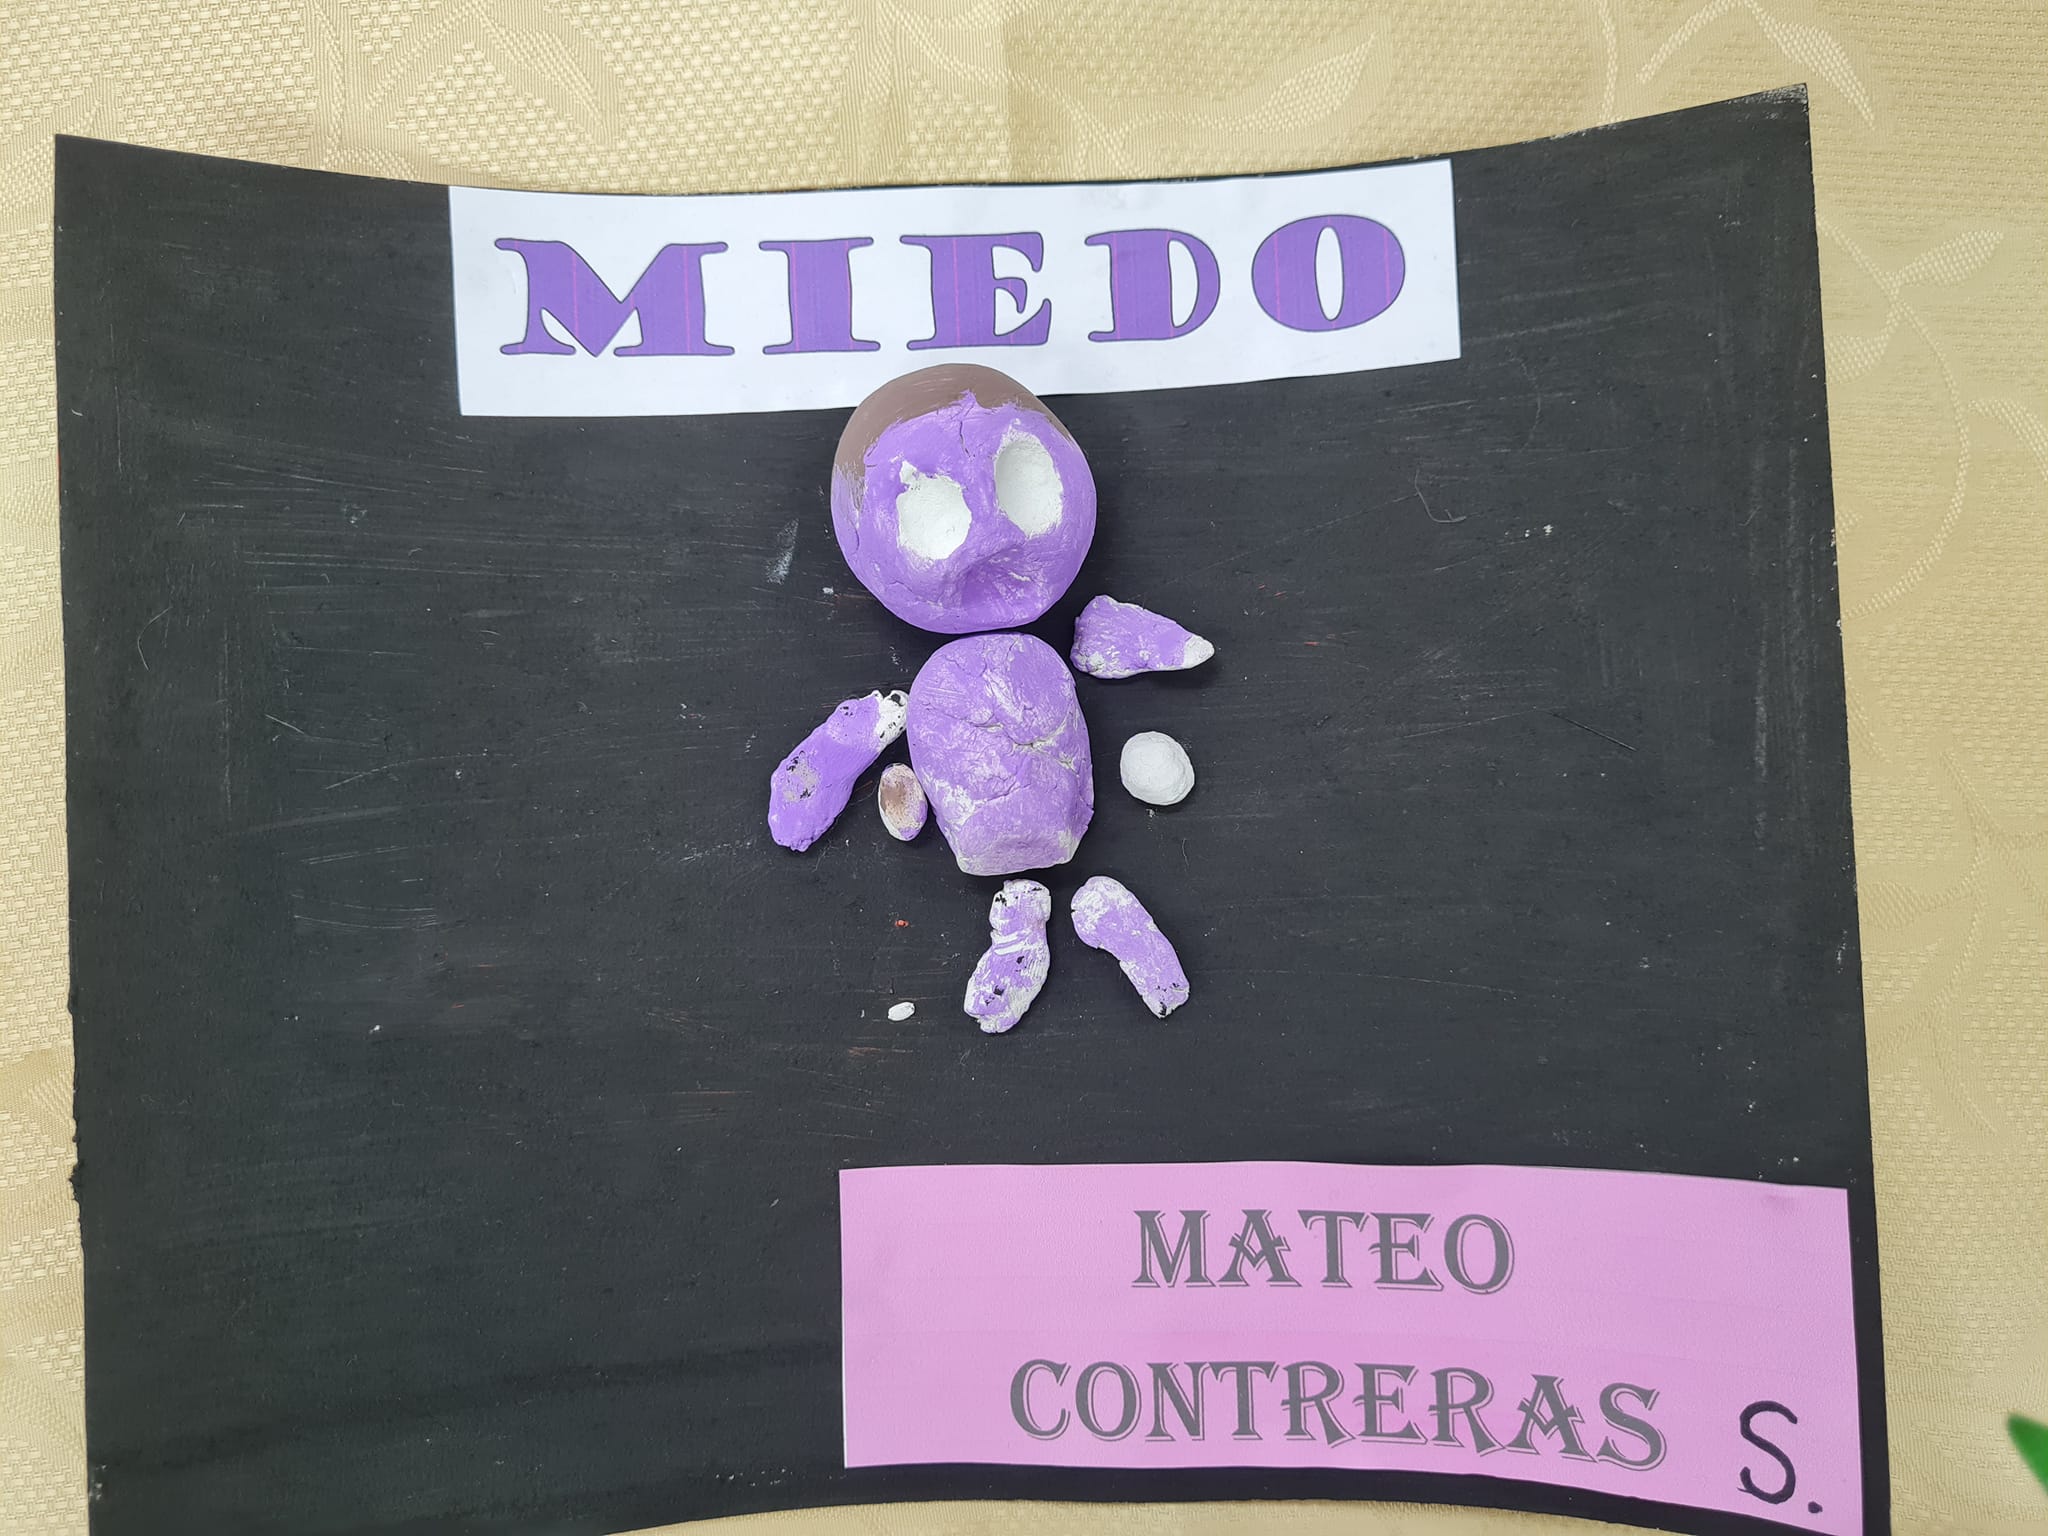 MIEDO
MATEO
CONTRERAS S.